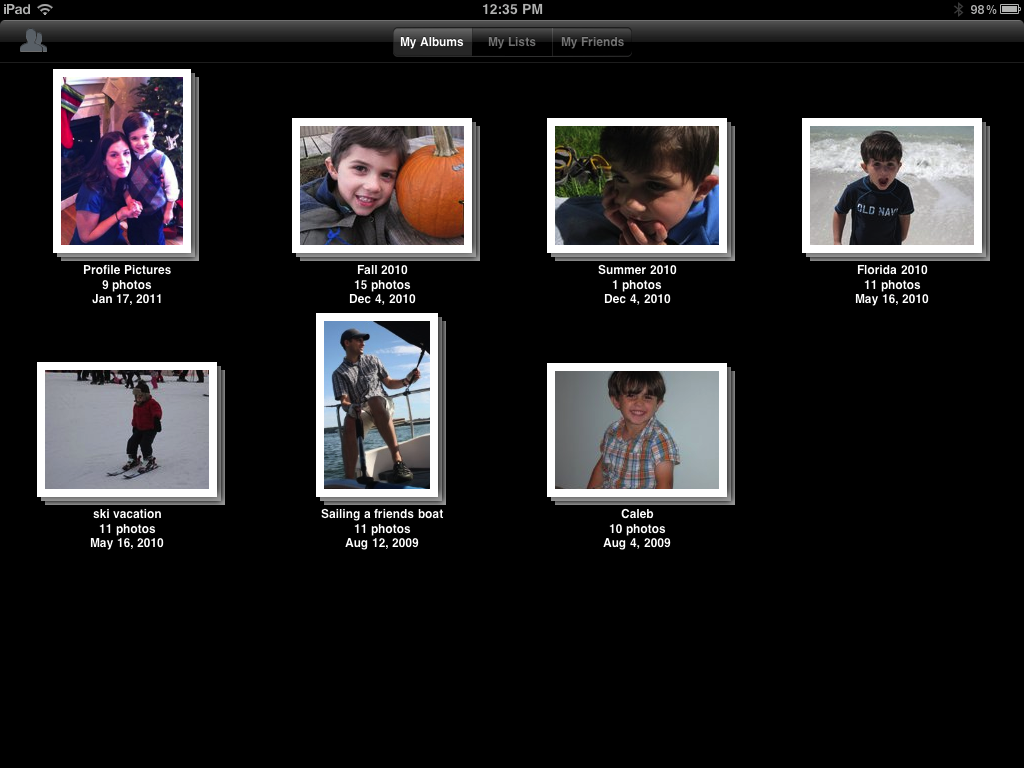 iPad 12:35 PM 98%
My Albums My Lists My Friends
OLD NAVY
Profile Pictures
9 photos
Jan 17, 2011
Fall 2010
15 photos
Dec 4, 2010
Summer 2010
1 photos
Dec 4, 2010
Florida 2010
11 photos
May 16, 2010
ski vacation
11 photos
May 16, 2010
Sailing a friends boat
11 photos
Aug 12, 2009
Caleb
10 photos
Aug 4, 2009